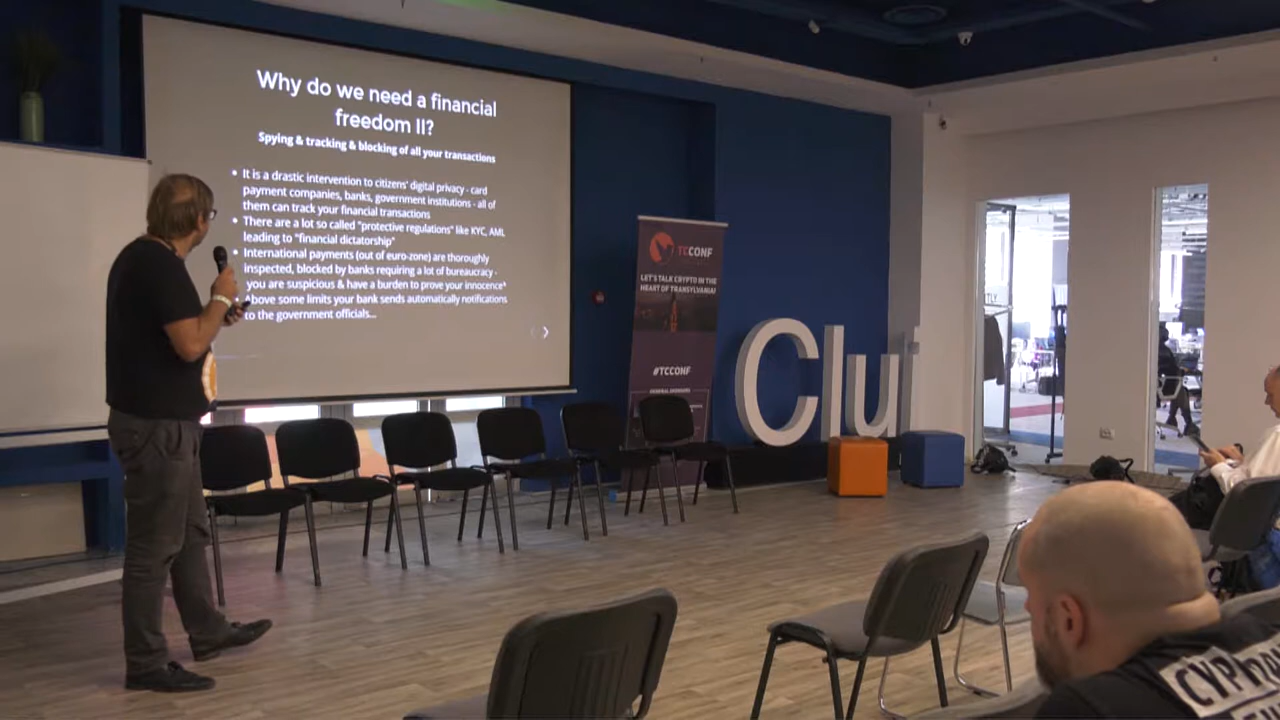 Why do we need a financial
freedom II?
Spying & tracking & blocking of all your transactions
It is a drastic intervention to citizens' digital privacy - card
payment companies, banks, government institutions - all of
them can track your financial transactions
There are a lot so called "protective regulations" like KYC, AML
leading to "financial dictatorship"
International payments (out of euro-zone) are thoroughly
inspected, blocked by banks requiring a lot of bureaucracy -
you are suspicious & have a burden to prove your innocence*
Above some limits your bank sends automatically notifications
to the government officials...
TCCONF
LET'S TALK CRYPTO IN THE
HEART OF TRANSYLVANIA!
#TCCONF
GENERAL SPONSORS
Cluj